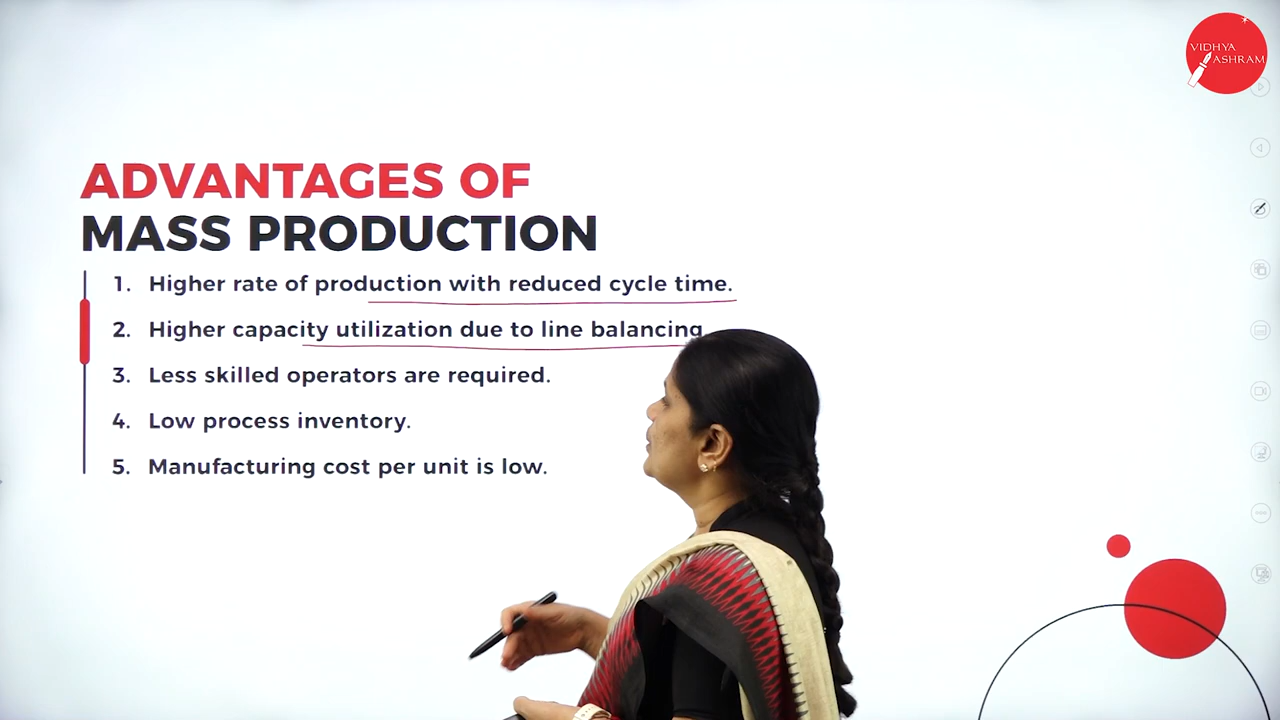 VIDHYA
ASHRAM
ADVANTAGES OF
MASS PRODUCTION
1. Higher rate of production with reduced cycle time.
2. Higher capacity utilization due to line balancing
3. Less skilled operators are required.
4. Low process inventory.
5. Manufacturing cost per unit is low.